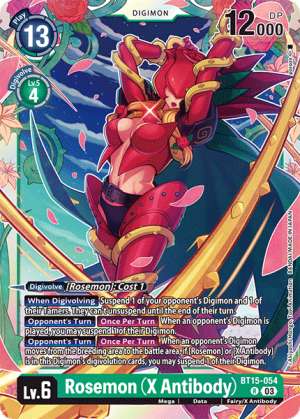 DIGIMON
Play
13
12000
DP
Digivolve
Lv.5
4
Digivolve [Rosemon]: Cost 1
When Digivolving Suspend 1 of your opponent's Digimon and 1 of
their Tamers. They can't unsuspend until the end of their turn.
Opponent's Turn Once Per Turn When an opponent's Digimon is
played, you may suspend 1 of their Digimon.
Opponent's Turn Once Per Turn When an opponent's Digimon
moves from the breeding area to the battle area, if [Rosemon] or [X Antibody]
is in this Digimon's digivolution cards, you may suspend 1 of their Digimon.
BT15-054
Lv.6
Rosemon (X Antibody)
R 03
Mega Data Fairy/X Antibody